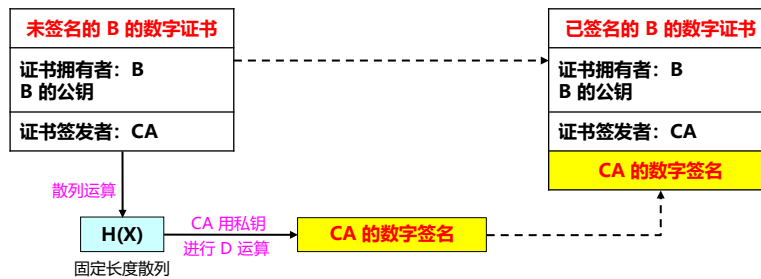 未签名的 B 的数字证书
证书拥有者：B
B 的公钥
证书签发者：CA
已签名的 B 的数字证书
证书拥有者：B
B 的公钥
证书签发者：CA
CA 的数字签名
散列运算
H(X)
固定长度散列
CA 用私钥
进行 D 运算
CA 的数字签名